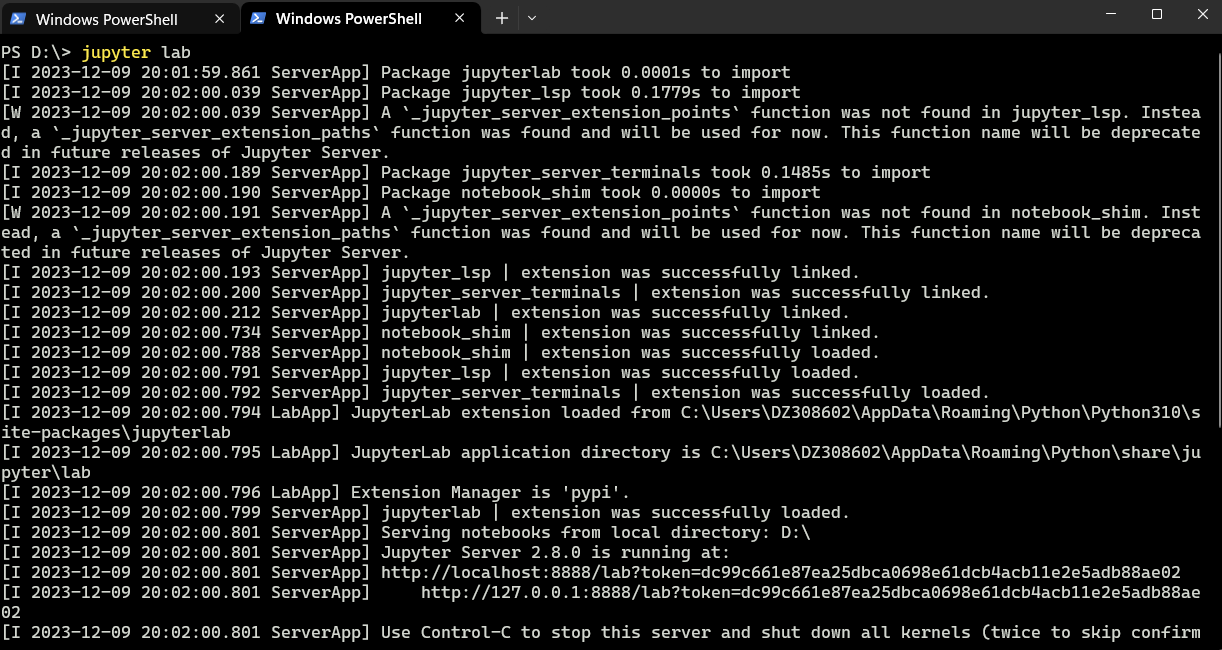 Windows PowerShell
Windows PowerShell
PS D:\> jupyter lab
[I 2023-12-09 20:01:59.861 ServerApp] Package jupyterlab took 0.0001s to import
[I 2023-12-09 20:02:00.039 ServerApp] Package jupyter_lsp took 0.1779s to import
[W 2023-12-09 20:02:00.039 ServerApp] A `_jupyter_server_extension_points` function was not found in jupyter_lsp. Instea
d, a `_jupyter_server_extension_paths` function was found and will be used for now. This function name will be deprecate
d in future releases of Jupyter Server.
[I 2023-12-09 20:02:00.189 ServerApp] Package jupyter_server_terminals took 0.1485s to import
[I 2023-12-09 20:02:00.190 ServerApp] Package notebook_shim took 0.0000s to import
[W 2023-12-09 20:02:00.191 ServerApp] A `_jupyter_server_extension_points` function was not found in notebook_shim. Inst
ead, a `_jupyter_server_extension_paths` function was found and will be used for now. This function name will be depreca
ted in future releases of Jupyter Server.
[I 2023-12-09 20:02:00.193 ServerApp] jupyter_lsp | extension was successfully linked.
[I 2023-12-09 20:02:00.200 ServerApp] jupyter_server_terminals | extension was successfully linked.
[I 2023-12-09 20:02:00.212 ServerApp] jupyterlab | extension was successfully linked.
[I 2023-12-09 20:02:00.734 ServerApp] notebook_shim | extension was successfully linked.
[I 2023-12-09 20:02:00.788 ServerApp] notebook_shim | extension was successfully loaded.
[I 2023-12-09 20:02:00.791 ServerApp] jupyter_lsp | extension was successfully loaded.
[I 2023-12-09 20:02:00.792 ServerApp] jupyter_server_terminals | extension was successfully loaded.
[I 2023-12-09 20:02:00.794 LabApp] JupyterLab extension loaded from C:\Users\DZ308602\AppData\Roaming\Python\Python310\s
ite-packages\jupyterlab
[I 2023-12-09 20:02:00.795 LabApp] JupyterLab application directory is C:\Users\DZ308602\AppData\Roaming\Python\share\ju
pyter\lab
[I 2023-12-09 20:02:00.796 LabApp] Extension Manager is 'pypi'.
[I 2023-12-09 20:02:00.799 ServerApp] jupyterlab | extension was successfully loaded.
[I 2023-12-09 20:02:00.801 ServerApp] Serving notebooks from local directory: D:\
[I 2023-12-09 20:02:00.801 ServerApp] Jupyter Server 2.8.0 is running at:
[I 2023-12-09 20:02:00.801 ServerApp] http://localhost:8888/lab?token=dc99c661e87ea25dbca0698e61dcb4acb11e2e5adb88ae02
[I 2023-12-09 20:02:00.801 ServerApp]     http://127.0.0.1:8888/lab?token=dc99c661e87ea25dbca0698e61dcb4acb11e2e5adb88ae
02
[I 2023-12-09 20:02:00.801 ServerApp] Use Control-C to stop this server and shut down all kernels (twice to skip confirm